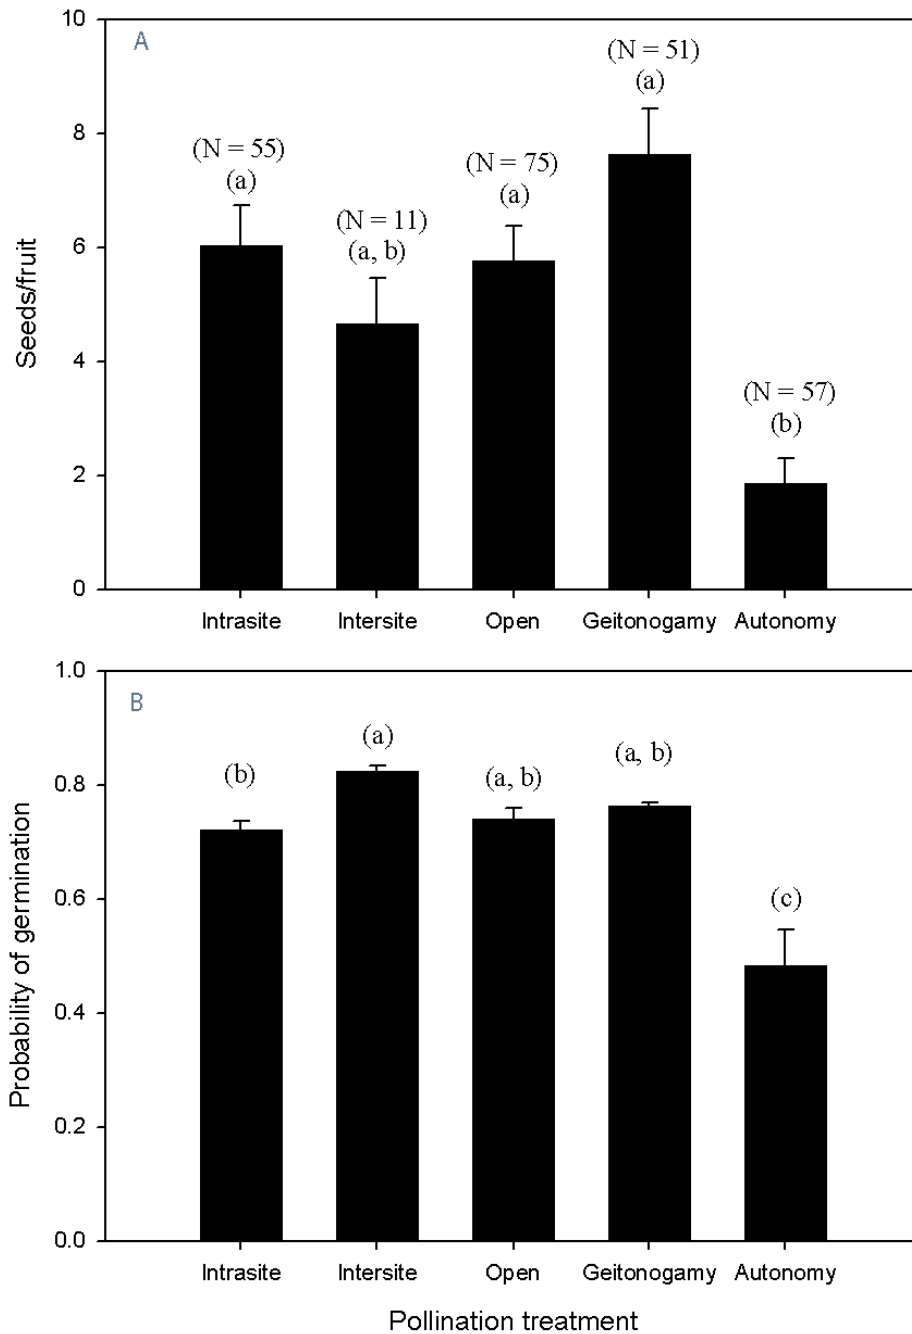 A
10
(N = 51)
(a)
8
(N = 55)
(a)
(N = 75)
(a)
(N = 11)
(a, b)
6
Seeds/fruit
4
(N = 57)
(b)
2
0
Intrasite Intersite Open Geitonogamy Autonomy
1.0
B
(a)
(a, b)
(b)
(a, b)
0.8
Probability of germination
0.6
(c)
0.4
0.2
0.0
Intrasite Intersite Open Geitonogamy Autonomy
Pollination treatment